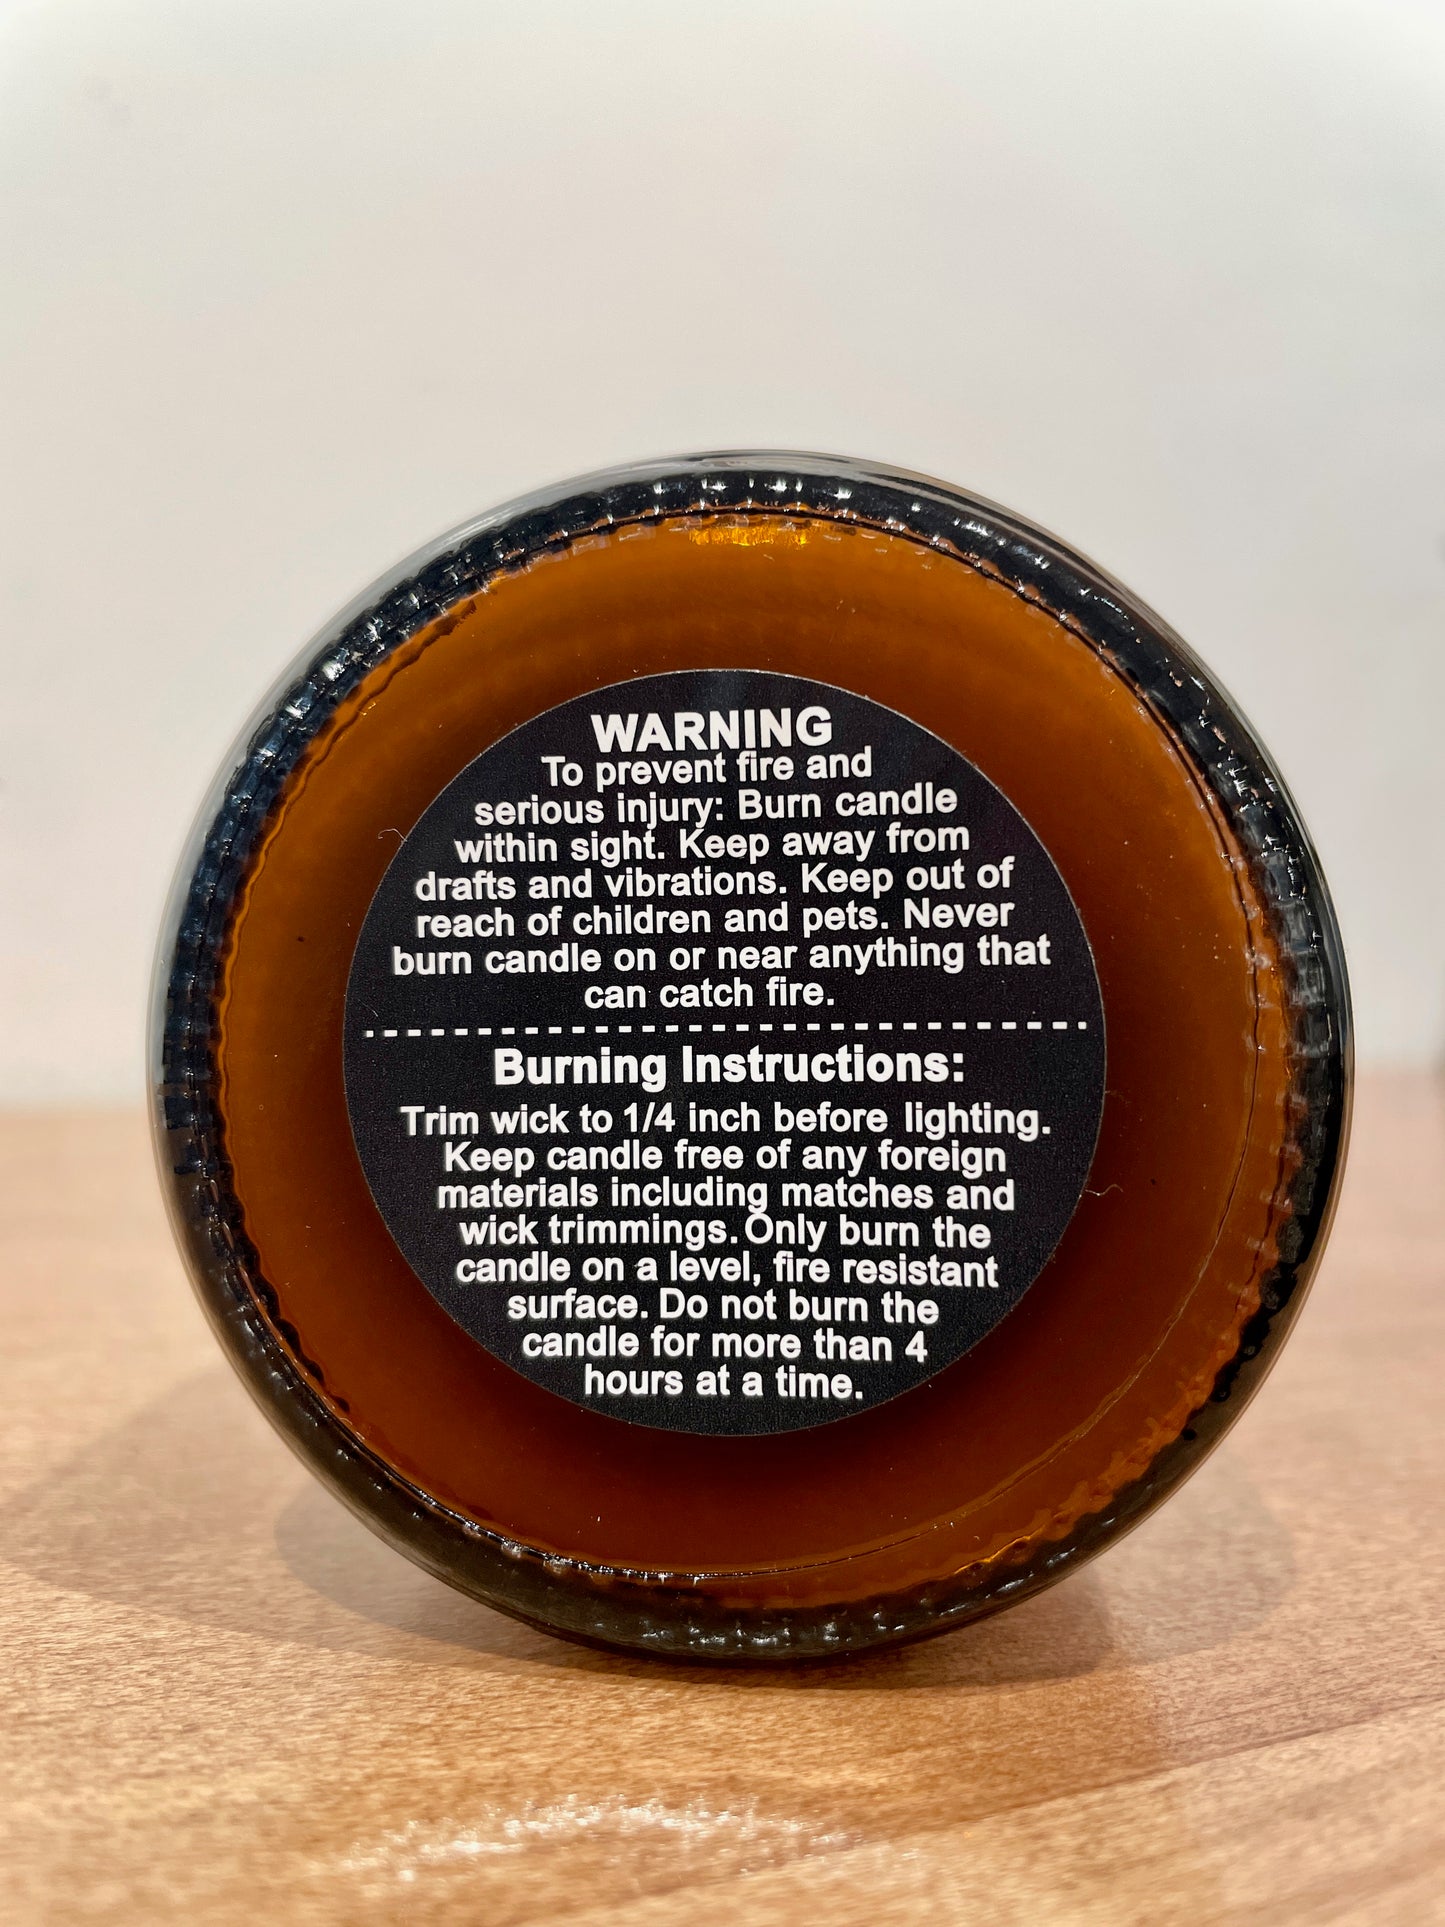 WARNING
To prevent fire and
serious injury: Burn candle
within sight. Keep away from
drafts and vibrations. Keep out of
reach of children and pets. Never
burn candle on or near anything that
can catch fire.
Burning Instructions:
Trim wick to 1/4 inch before lighting.
Keep candle free of any foreign
materials including matches and
wick trimmings. Only burn the
candle on a level, fire resistant
surface. Do not burn the
candle for more than 4
hours at a time.